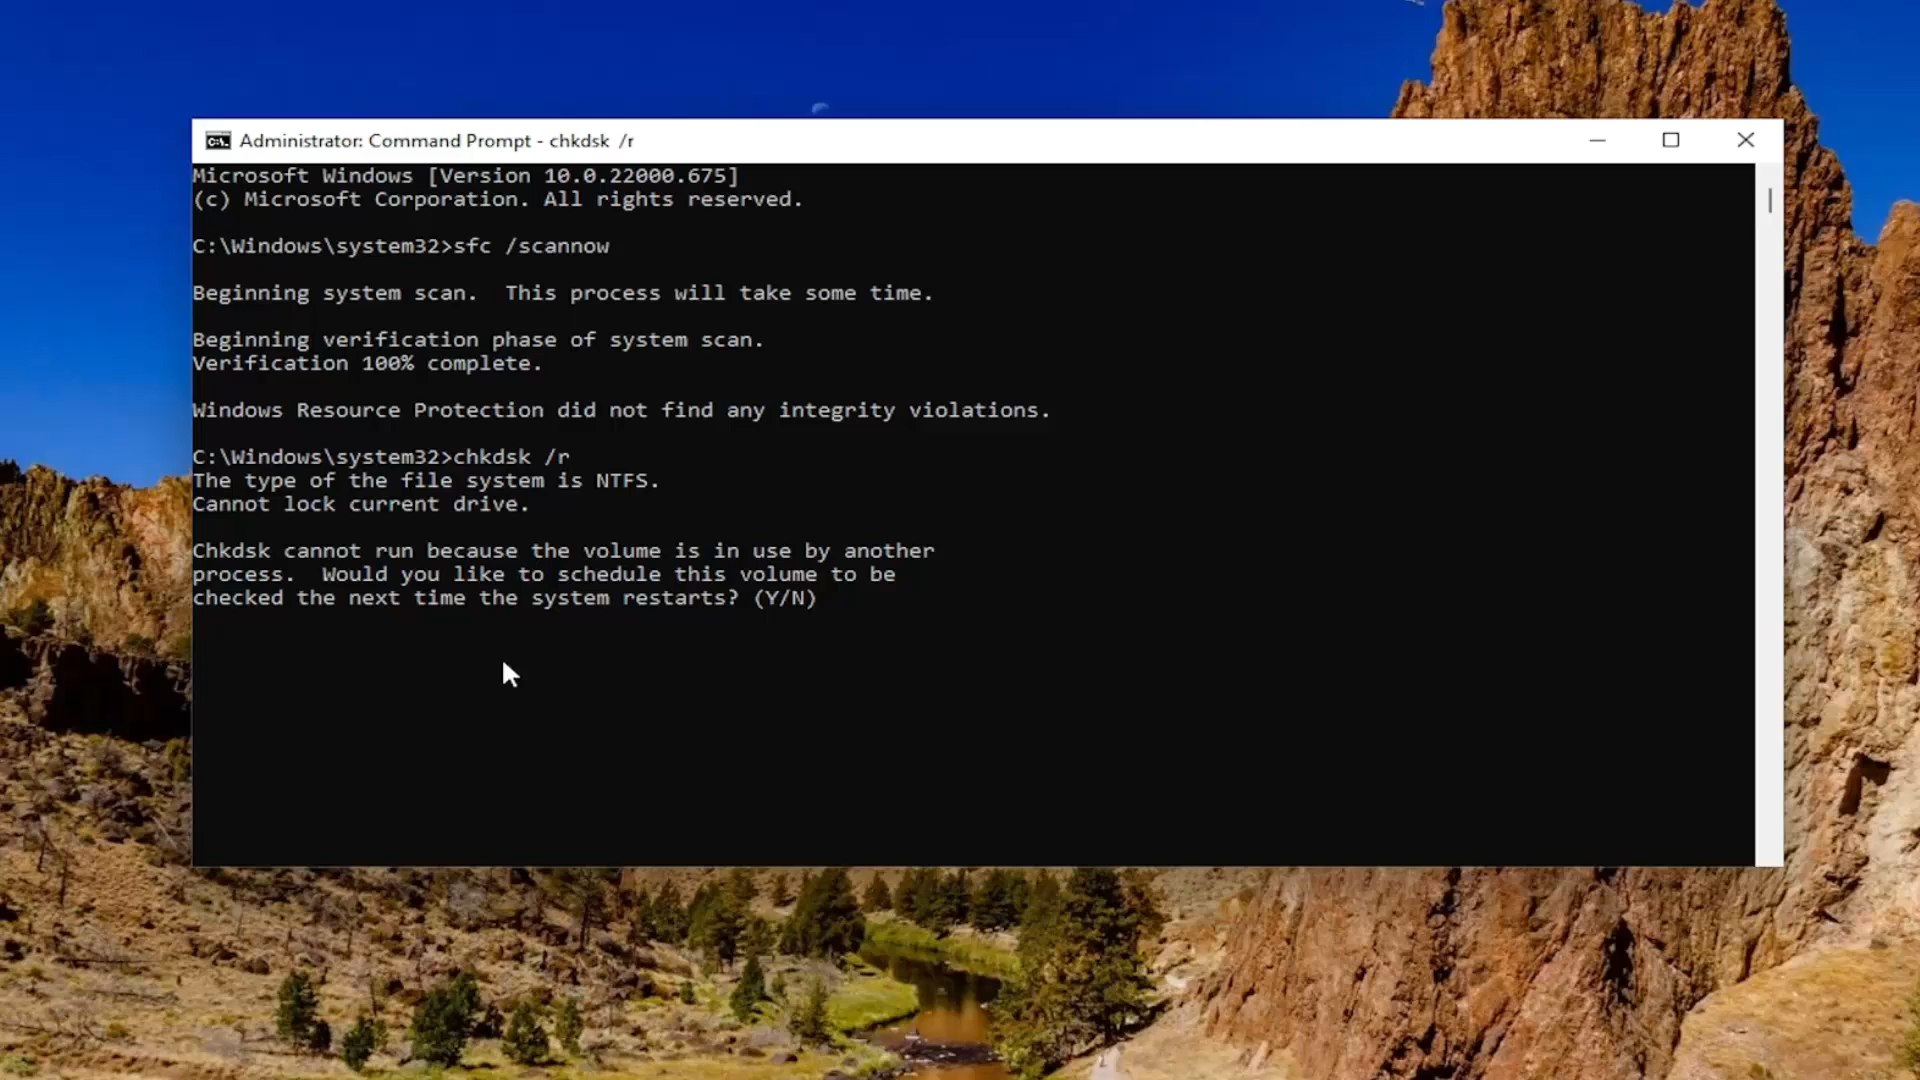 Administrator: Command Prompt - chkdsk /r
Microsoft Windows [Version 10.0.22000.675]
(c) Microsoft Corporation. All rights reserved.
C:\Windows\system32>sfc /scannow
Beginning system scan.  This process will take some time.
Beginning verification phase of system scan.
Verification 100% complete.
Windows Resource Protection did not find any integrity violations.
C:\Windows\system32>chkdsk /r
The type of the file system is NTFS.
Cannot lock current drive.
Chkdsk cannot run because the volume is in use by another
process.  Would you like to schedule this volume to be
checked the next time the system restarts? (Y/N)